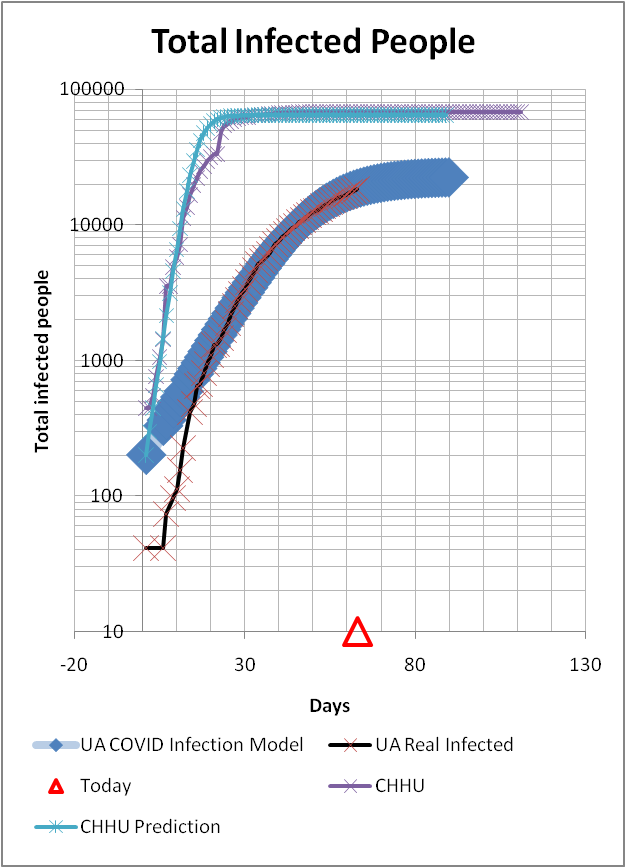 Total Infected People
100000
10000
1000
100
10
Total infected people
-20 30 80 130
Days
UA COVID Infection Model UA Real Infected
Today CHHU
CHHU Prediction